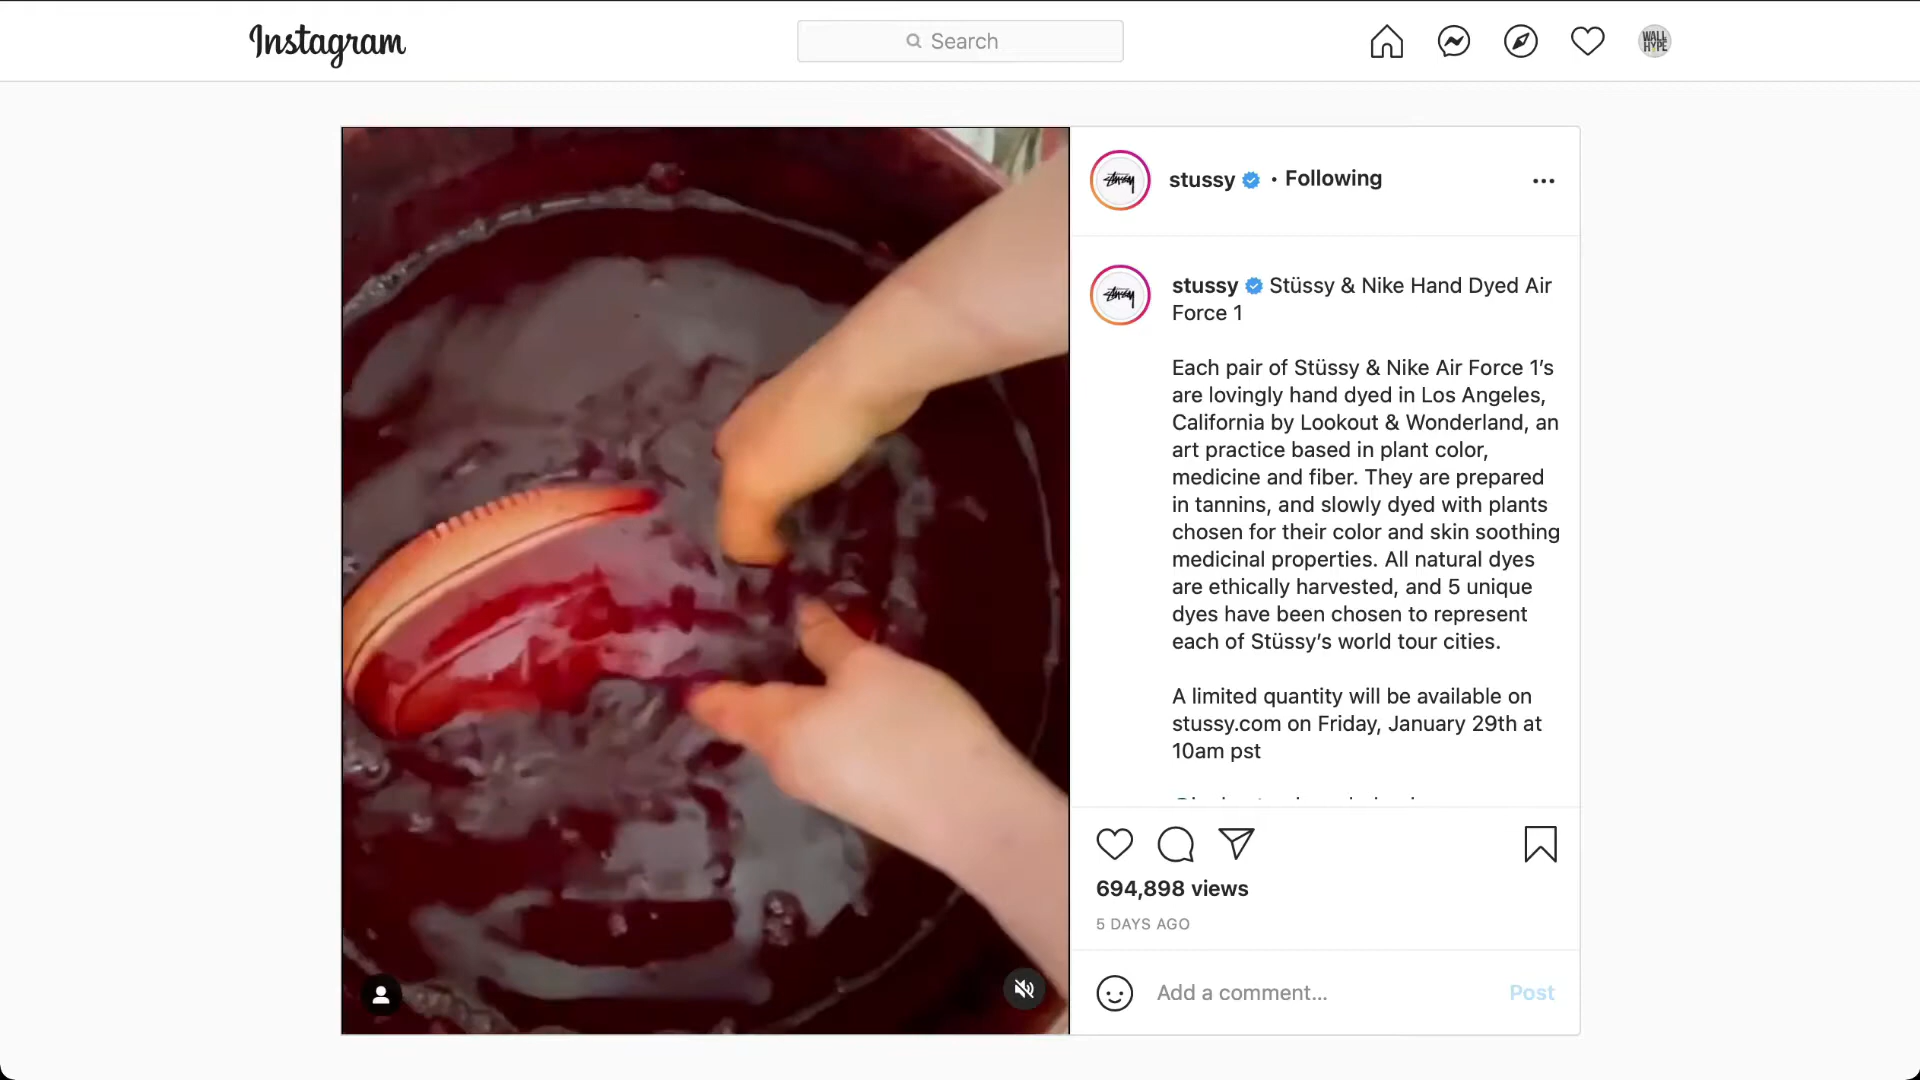 Instagram
Search
WALL
HYPE
stussy • Following
stussy Stüssy & Nike Hand Dyed Air
Force 1
Each pair of Stüssy & Nike Air Force 1’s
are lovingly hand dyed in Los Angeles,
California by Lookout & Wonderland, an
art practice based in plant color,
medicine and fiber. They are prepared
in tannins, and slowly dyed with plants
chosen for their color and skin soothing
medicinal properties. All natural dyes
are ethically harvested, and 5 unique
dyes have been chosen to represent
each of Stüssy’s world tour cities.
A limited quantity will be available on
stussy.com on Friday, January 29th at
10am pst
694,898 views
5 DAYS AGO
Add a comment...
Post